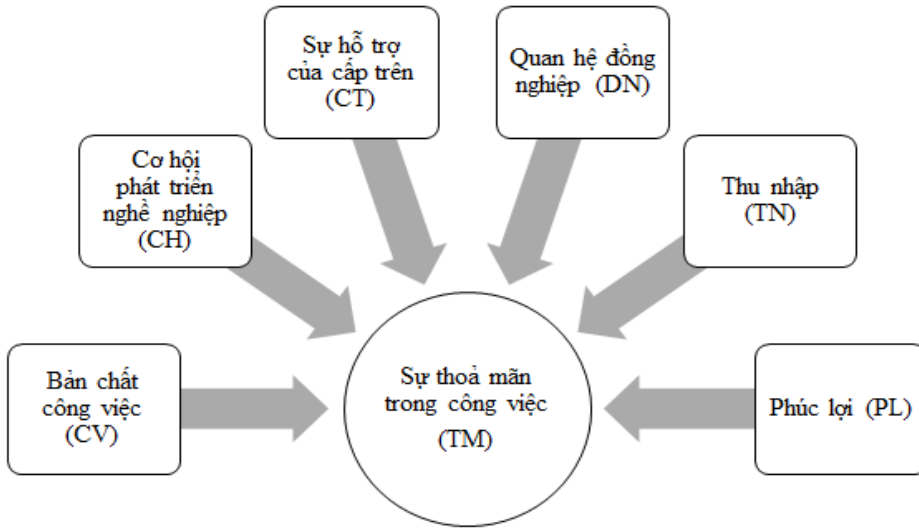 Sự hỗ trợ
của cấp trên
(CT)
Quan hệ đồng
nghiệp (DN)
Cơ hội
phát triển
nghề nghiệp
(CH)
Thu nhập
(TN)
Bản chất
công việc
(CV)
Sự thoả mãn
trong công việc
(TM)
Phúc lợi (PL)